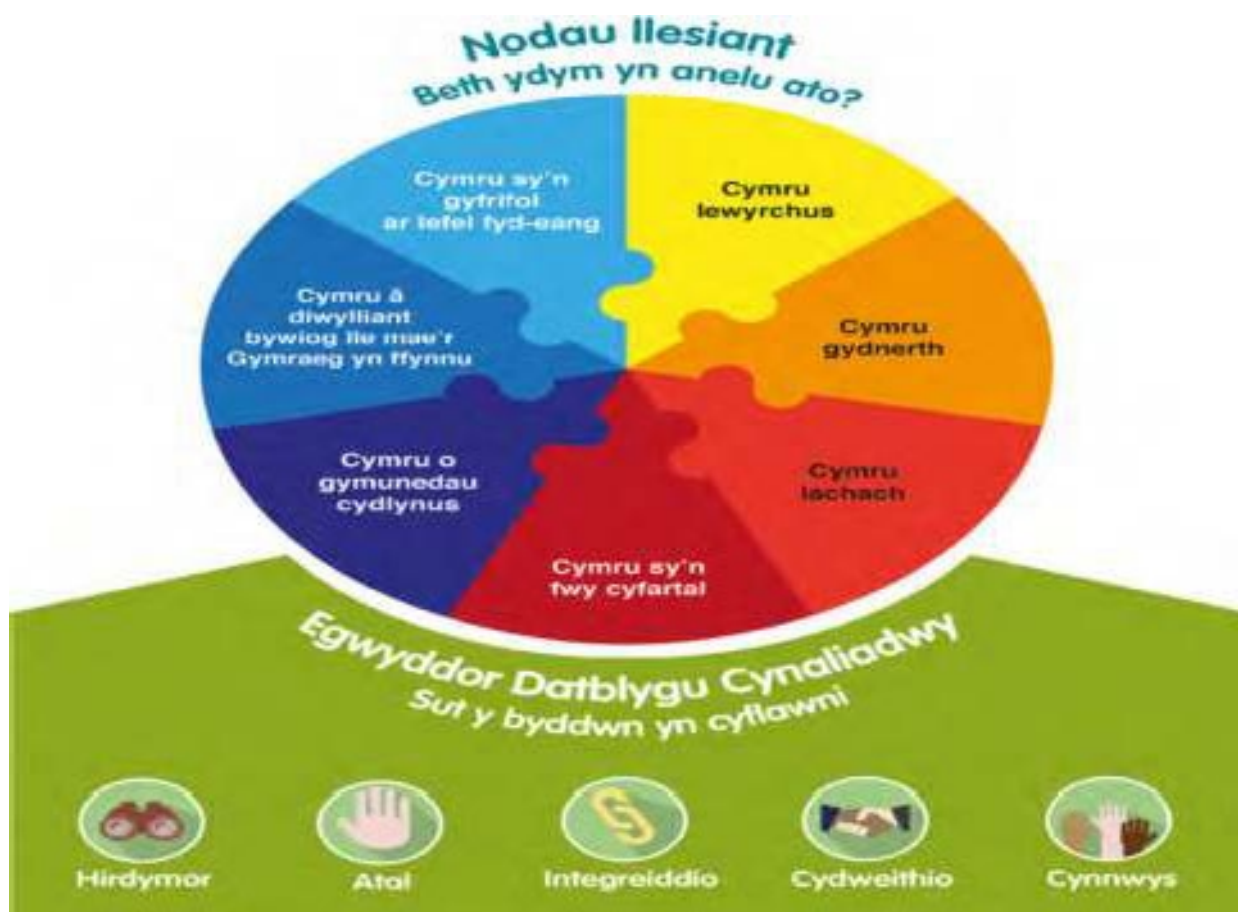 Nodau llesiant
Beth ydym yn anelu ato?
Cymru sy'n
gyfrifol
ar lefel fyd-eang
Cymru
lewyrchus
Cymru â
diwylliant
bywiog lle mae'r
Gymraeg yn ffynnu
Cymru
gydnerth
Cymru o
gymunedau
cydlynus
Cymru
iachach
Cymru sy'n
fwy cyfartal
Egwyddor Datblygu Cynaliadwy
Sut y byddwn yn cyflawni
Hirdymor
Atal
Integreiddio
Cydweithio
Cynnwys